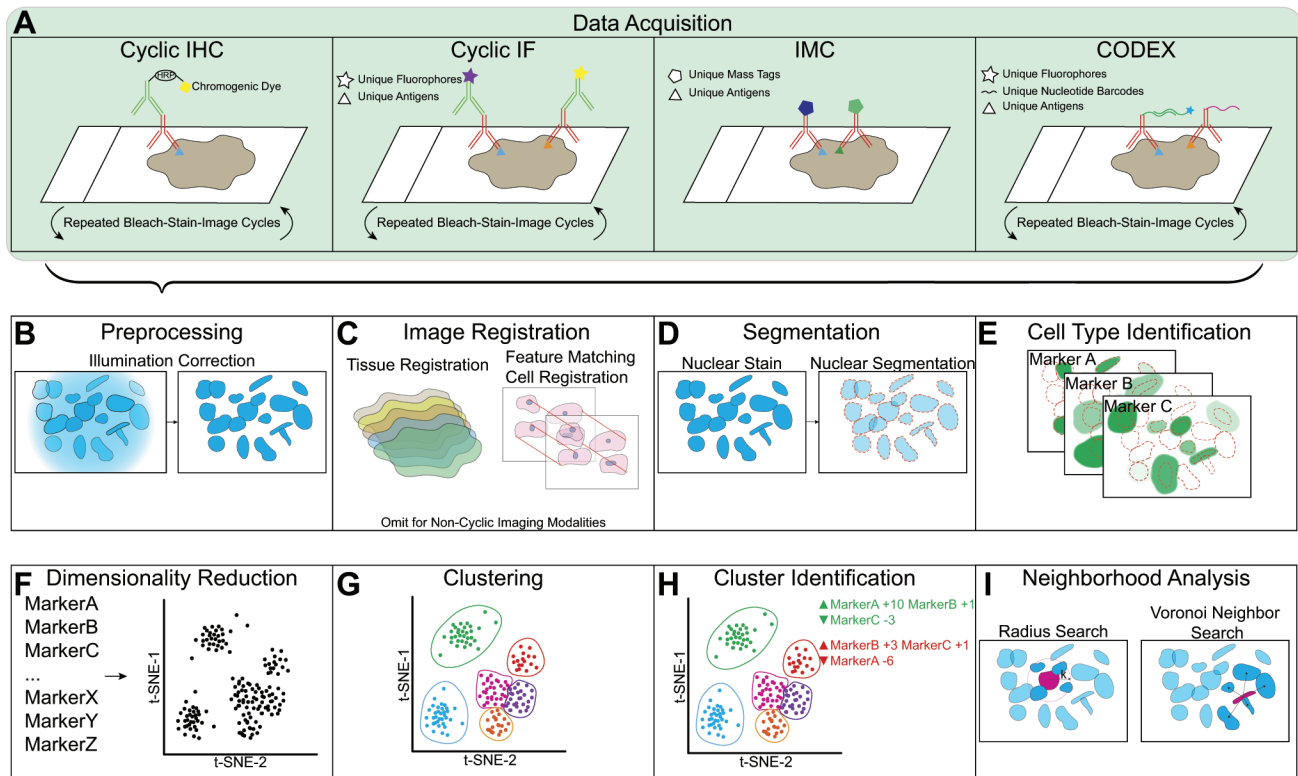 A
Data Acquisition
Cyclic IHC
HRP
Chromogenic Dye
Repeated Bleach-Stain-Image Cycles
Cyclic IF
Unique Fluorophores
Unique Antigens
Repeated Bleach-Stain-Image Cycles
IMC
Unique Mass Tags
Unique Antigens
CODEX
Unique Fluorophores
Unique Nucleotide Barcodes
Unique Antigens
Repeated Bleach-Stain-Image Cycles
B
Preprocessing
Illumination Correction
C
Image Registration
Tissue Registration
Feature Matching
Cell Registration
Omit for Non-Cyclic Imaging Modalities
D
Segmentation
Nuclear Stain
Nuclear Segmentation
E
Cell Type Identification
Marker A
Marker B
Marker C
F
Dimensionality Reduction
MarkerA
MarkerB
MarkerC
...
MarkerX
MarkerY
MarkerZ
t-SNE-1
t-SNE-2
G
Clustering
t-SNE-1
t-SNE-2
H
Cluster Identification
MarkerA +10 MarkerB +1
MarkerC -3
MarkerB +3 MarkerC +1
MarkerA -6
t-SNE-1
t-SNE-2
I
Neighborhood Analysis
Radius Search
Voronoi Neighbor
Search